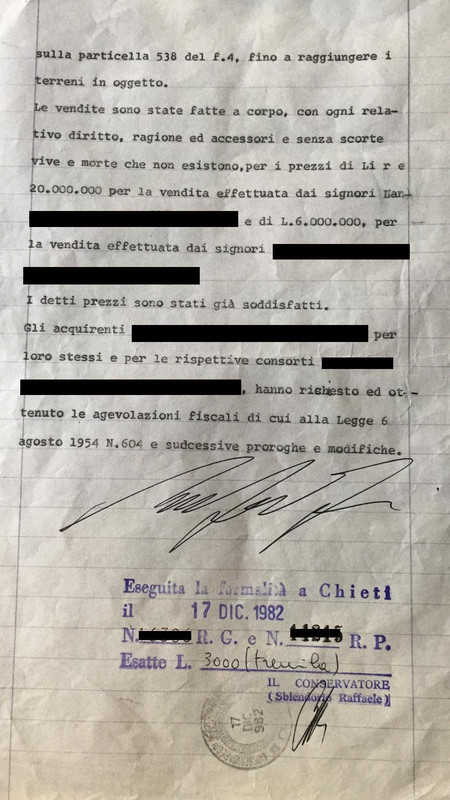 sulla particella 538 del f.4, fino a raggiungere i
terreni in oggetto.
Le vendite sono state fatte a corpo, con ogni rela-
tivo diritto, ragione ed accessori e senza scorte
vive e morte che non esistono,per i prezzi di Li r e
20.000.000 per la vendita effettuata dai signori
e di L.6.000.000, per
la vendita effettuata dai signori
I detti prezzi sono stati già soddisfatti.
Gli acquirenti per
loro stessi e per le rispettive consorti
, hanno richiesto ed ot-
tenuto le agevolazioni fiscali di cui alla Legge 6
agosto 1954 N.604 e sudcessive proroghe e modifiche.
Eseguita la formalità a Chieti
il 17 DIC. 1982
N. R. G. e N. R. P.
Esatte L. 3000 (tremila)
IL CONSERVATORE
(Sblendorio Raffaele)
17
DIC
982